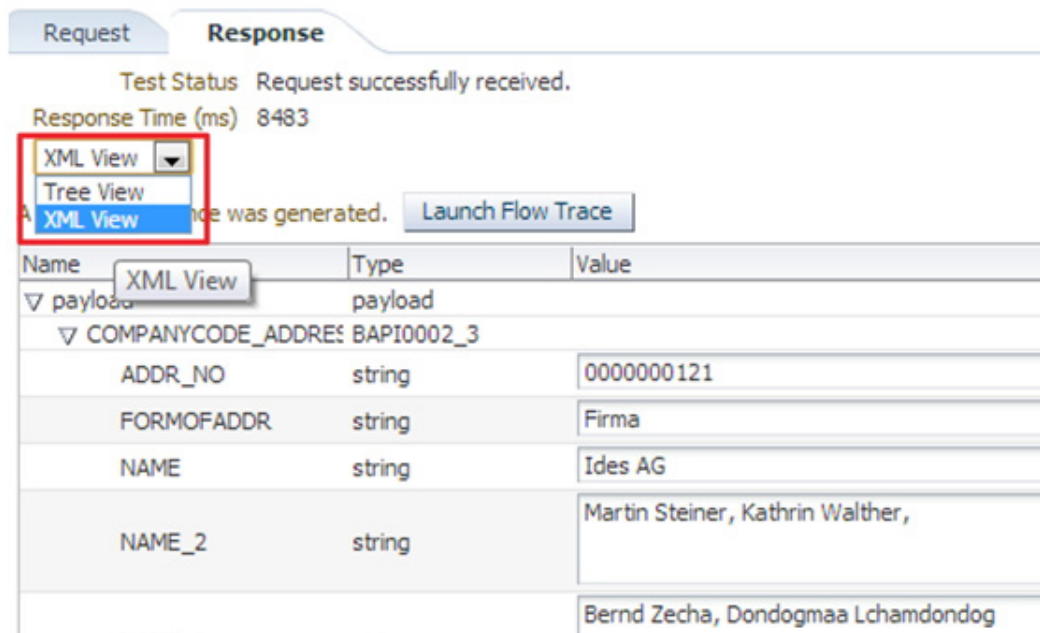 Request Response
Test Status Request successfully received.
Response Time (ms) 8483
XML View
Tree View
XML View
A nce was generated. Launch Flow Trace
Name Type Value
XML View
payload payload
COMPANYCODE_ADDRES BAPI0002_3
ADDR_NO string 0000000121
FORMOFADDR string Firma
NAME string Ides AG
NAME_2 string Martin Steiner, Kathrin Walther,
Bernd Zecha, Dondogmaa Lchamdondog